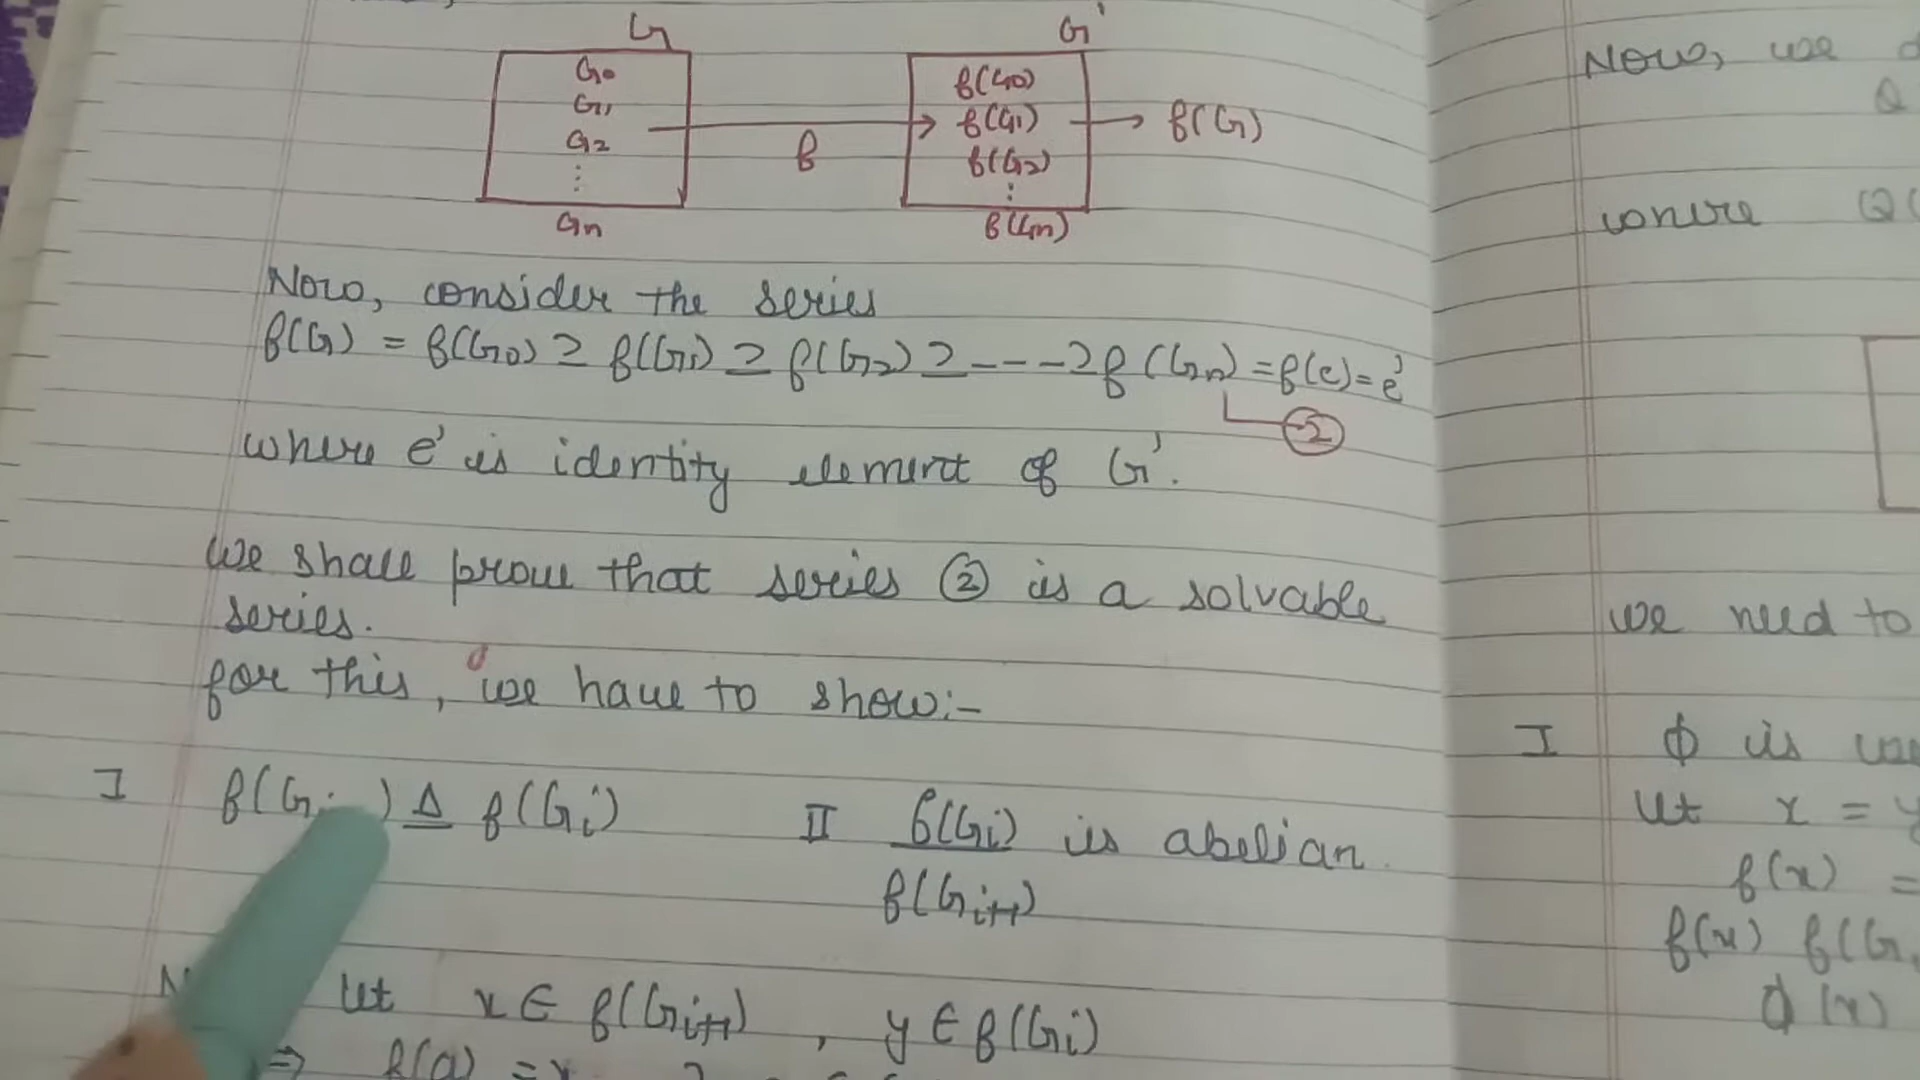 G G'
G₀ f(G₀)
G₁ f(G₁) → f(G)
G₂ f f(G₂)
⋮ ⋮
Gn f(Gn)
Now, consider the series
f(G) = f(G₀) ⊇ f(G₁) ⊇ f(G₂) ⊇ --- ⊇ f(Gn) = f(e) = e'
②
where e' is identity element of G'.
We shall prove that series ② is a solvable
series.
for this, we have to show:-
I f(G ) ⊴ f(Gi) II f(Gi) is abelian.
f(Gi+1)
let x ∈ f(Gi+1) , y ∈ f(Gi)
⇒ f(a) = x
Now, we
where
we need to
I ϕ is
let x =
f(x) =
f(x) f(G
ϕ(x)